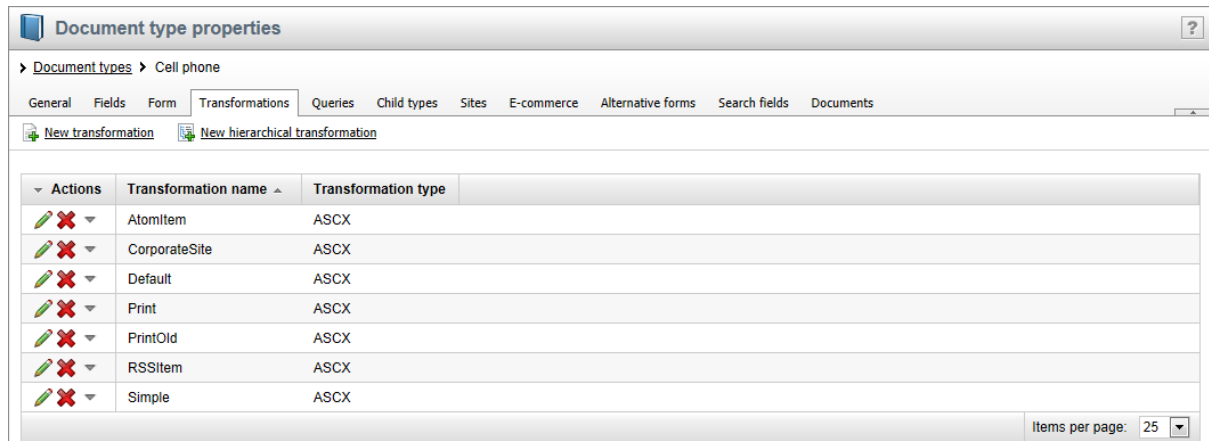 Document type properties ?
Document types Cell phone
General Fields Form Transformations Queries Child types Sites E-commerce Alternative forms Search fields Documents
New transformation New hierarchical transformation
Actions Transformation name Transformation type
AtomItem ASCX
CorporateSite ASCX
Default ASCX
Print ASCX
PrintOld ASCX
RSSItem ASCX
Simple ASCX
Items per page: 25